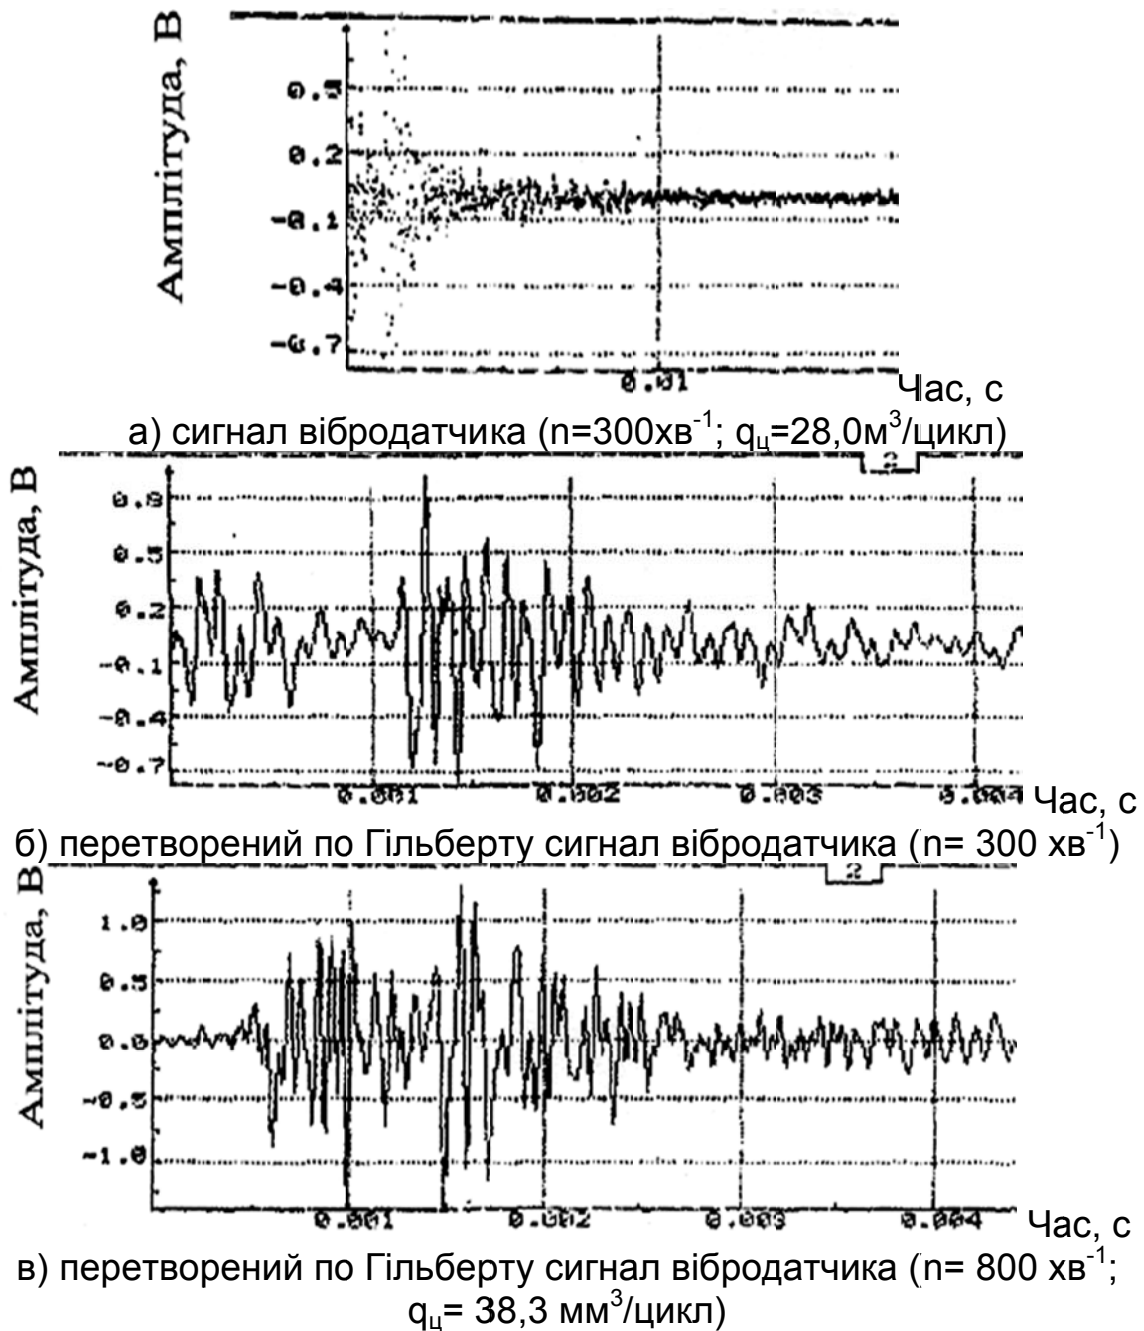 Амплітуда, В
0.5
0.2
-0.1
-0.4
-0.7
0.01
Час, с
а) сигнал вібродатчика (n=300хв⁻¹; qц=28,0м³/цикл)
2
Амплітуда, В
0.8
0.5
0.2
-0.1
-0.4
-0.7
0.001 0.002 0.003 0.004
Час, с
б) перетворений по Гільберту сигнал вібродатчика (n= 300 хв⁻¹)
2
Амплітуда, В
1.0
0.5
0.0
-0.5
-1.0
0.001 0.002 0.003 0.004
Час, с
в) перетворений по Гільберту сигнал вібродатчика (n= 800 хв⁻¹;
qц= 38,3 мм³/цикл)